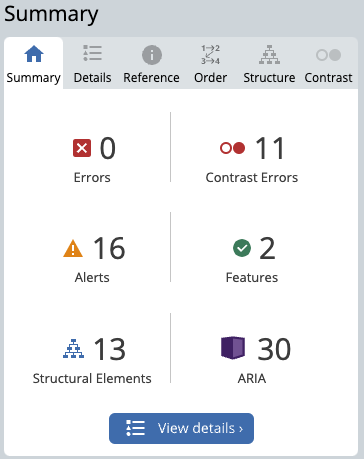 Summary
Summary Details Reference Order Structure Contrast
0 11
Errors Contrast Errors
16 2
Alerts Features
13 30
Structural Elements ARIA
View details ›